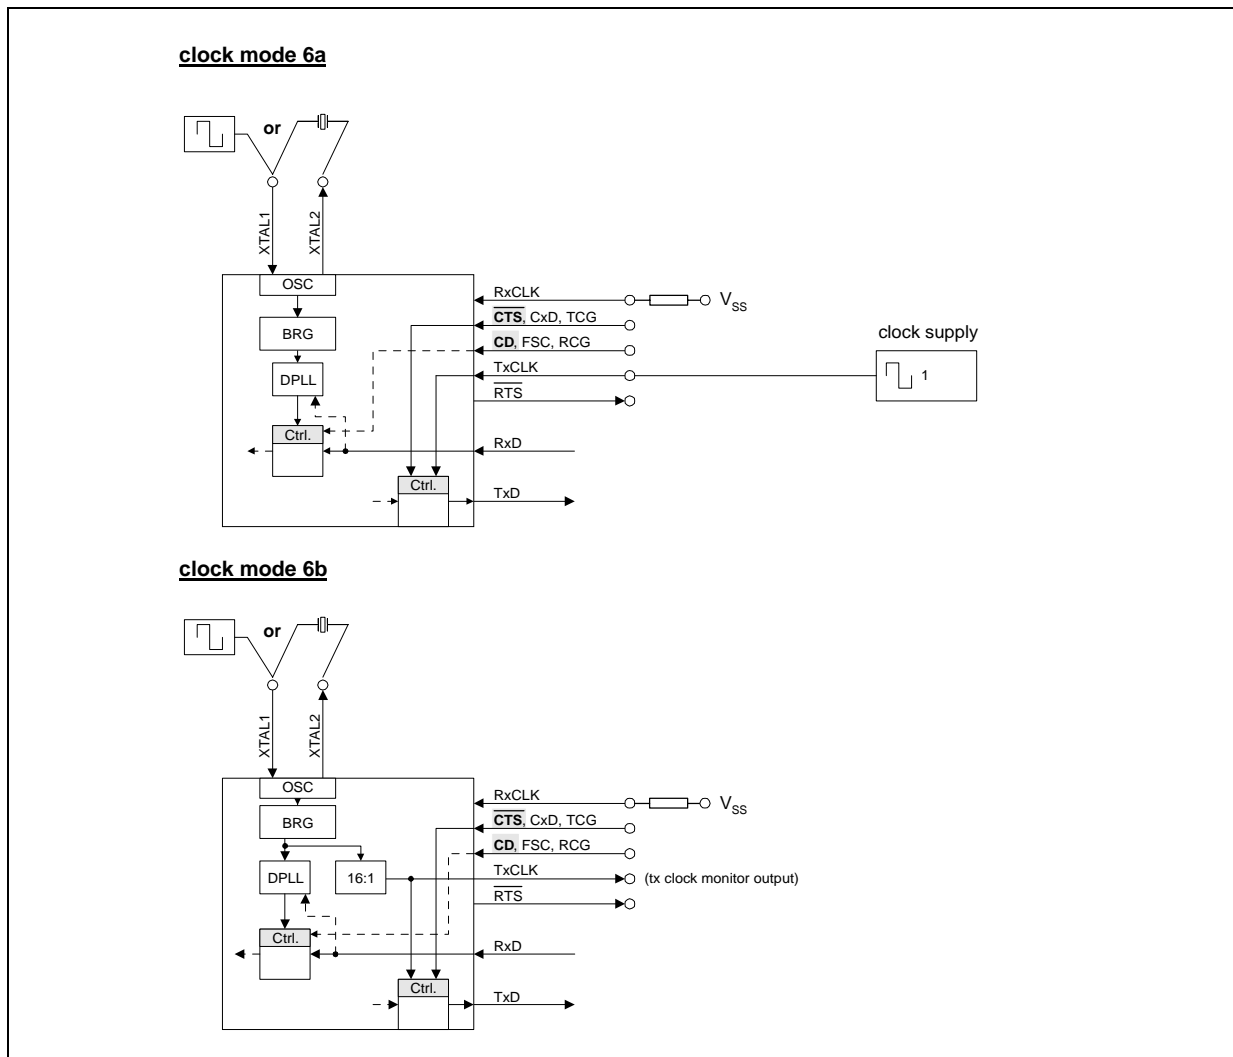 clock mode 6a
or
XTAL1
XTAL2
OSC
BRG
DPLL
Ctrl.
RxCLK
VSS
CTS, CxD, TCG
CD, FSC, RCG
TxCLK
RTS
clock supply
1
RxD
Ctrl.
TxD
clock mode 6b
or
XTAL1
XTAL2
OSC
BRG
DPLL
16:1
Ctrl.
RxCLK
VSS
CTS, CxD, TCG
CD, FSC, RCG
TxCLK
(tx clock monitor output)
RTS
RxD
Ctrl.
TxD